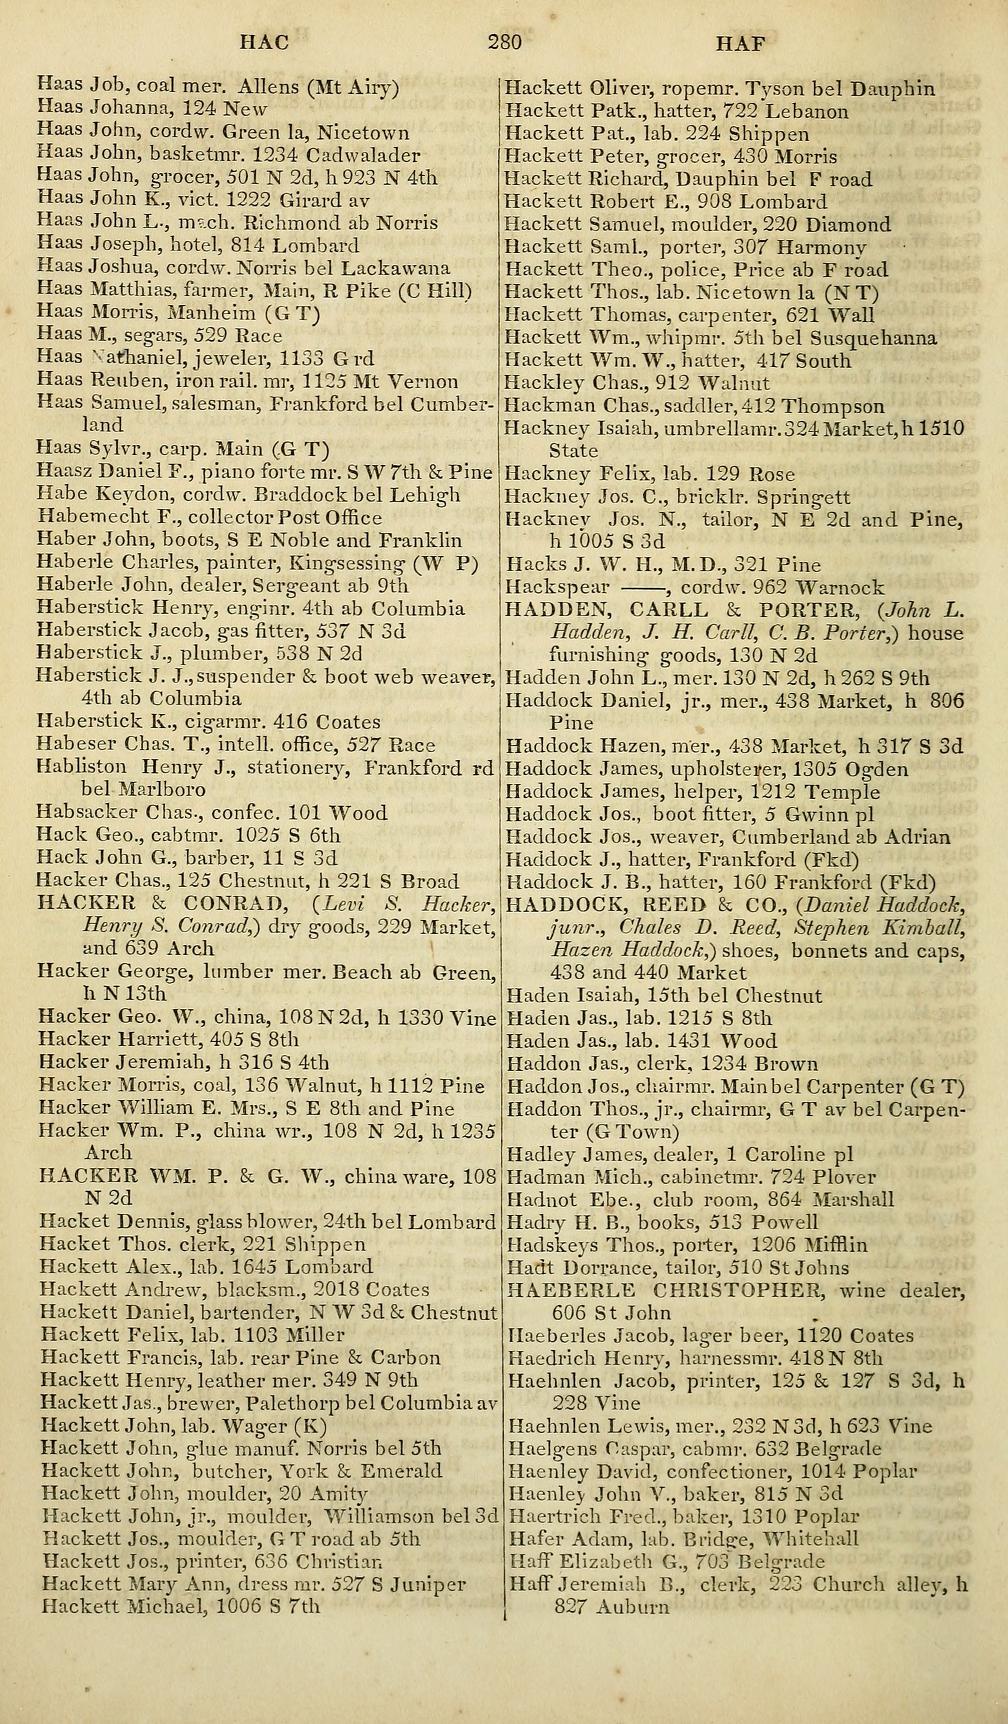 HAC 280 HAF
Haas Job, coal mer. Allens (Mt Airy)
Haas Johanna, 124 New
Haas John, cordw. Green la, Nicetown
Haas John, basketmr. 1234 Cadwalader
Haas John, grocer, 501 N 2d, h 923 N 4th
Haas John K., vict. 1222 Girard av
Haas John L., mech. Richmond ab Norris
Haas Joseph, hotel, 814 Lombard
Haas Joshua, cordw. Norris bel Lackawana
Haas Matthias, farmer, Main, R Pike (C Hill)
Haas Morris, Manheim (G T)
Haas M., segars, 529 Race
Haas Nathaniel, jeweler, 1133 G rd
Haas Reuben, iron rail. mr, 1125 Mt Vernon
Haas Samuel, salesman, Frankford bel Cumber-
land
Haas Sylvr., carp. Main (G T)
Haasz Daniel F., piano forte mr. S W 7th & Pine
Habe Keydon, cordw. Braddock bel Lehigh
Habemecht F., collector Post Office
Haber John, boots, S E Noble and Franklin
Haberle Charles, painter, Kingsessing (W P)
Haberle John, dealer, Sergeant ab 9th
Haberstick Henry, enginr. 4th ab Columbia
Haberstick Jacob, gas fitter, 537 N 3d
Haberstick J., plumber, 538 N 2d
Haberstick J. J., suspender & boot web weaver,
4th ab Columbia
Haberstick K., cigarmr. 416 Coates
Habeser Chas. T., intell. office, 527 Race
Habliston Henry J., stationery, Frankford rd
bel Marlboro
Habsacker Chas., confec. 101 Wood
Hack Geo., cabtmr. 1025 S 6th
Hack John G., barber, 11 S 3d
Hacker Chas., 125 Chestnut, h 221 S Broad
HACKER & CONRAD, (Levi S. Hacker,
Henry S. Conrad,) dry goods, 229 Market,
and 639 Arch
Hacker George, lumber mer. Beach ab Green,
h N 13th
Hacker Geo. W., china, 108 N 2d, h 1330 Vine
Hacker Harriett, 405 S 8th
Hacker Jeremiah, h 316 S 4th
Hacker Morris, coal, 136 Walnut, h 1112 Pine
Hacker William E. Mrs., S E 8th and Pine
Hacker Wm. P., china wr., 108 N 2d, h 1235
Arch
HACKER WM. P. & G. W., china ware, 108
N 2d
Hacket Dennis, glass blower, 24th bel Lombard
Hacket Thos. clerk, 221 Shippen
Hackett Alex., lab. 1645 Lombard
Hackett Andrew, blacksm., 2018 Coates
Hackett Daniel, bartender, N W 3d & Chestnut
Hackett Felix, lab. 1103 Miller
Hackett Francis, lab. rear Pine & Carbon
Hackett Henry, leather mer. 349 N 9th
Hackett Jas., brewer, Palethorp bel Columbia av
Hackett John, lab. Wager (K)
Hackett John, glue manuf. Norris bel 5th
Hackett John, butcher, York & Emerald
Hackett John, moulder, 20 Amity
Hackett John, jr., moulder, Williamson bel 3d
Hackett Jos., moulder, G T road ab 5th
Hackett Jos., printer, 636 Christian
Hackett Mary Ann, dress mr. 527 S Juniper
Hackett Michael, 1006 S 7th
Hackett Oliver, ropemr. Tyson bel Dauphin
Hackett Patk., hatter, 722 Lebanon
Hackett Pat., lab. 224 Shippen
Hackett Peter, grocer, 430 Morris
Hackett Richard, Dauphin bel F road
Hackett Robert E., 908 Lombard
Hackett Samuel, moulder, 220 Diamond
Hackett Saml., porter, 307 Harmony
Hackett Theo., police, Price ab F road
Hackett Thos., lab. Nicetown la (N T)
Hackett Thomas, carpenter, 621 Wall
Hackett Wm., whipmr. 5th bel Susquehanna
Hackett Wm. W., hatter, 417 South
Hackley Chas., 912 Walnut
Hackman Chas., saddler, 412 Thompson
Hackney Isaiah, umbrellamr. 324 Market, h 1510
State
Hackney Felix, lab. 129 Rose
Hackney Jos. C., bricklr. Springett
Hackney Jos. N., tailor, N E 2d and Pine,
h 1005 S 3d
Hacks J. W. H., M. D., 321 Pine
Hackspear ——, cordw. 962 Warnock
HADDEN, CARLL & PORTER, (John L.
Hadden, J. H. Carll, C. B. Porter,) house
furnishing goods, 130 N 2d
Hadden John L., mer. 130 N 2d, h 262 S 9th
Haddock Daniel, jr., mer., 438 Market, h 806
Pine
Haddock Hazen, mer., 438 Market, h 317 S 3d
Haddock James, upholsterer, 1305 Ogden
Haddock James, helper, 1212 Temple
Haddock Jos., boot fitter, 5 Gwinn pl
Haddock Jos., weaver, Cumberland ab Adrian
Haddock J., hatter, Frankford (Fkd)
Haddock J. B., hatter, 160 Frankford (Fkd)
HADDOCK, REED & CO., (Daniel Haddock,
junr., Chales D. Reed, Stephen Kimball,
Hazen Haddock,) shoes, bonnets and caps,
438 and 440 Market
Haden Isaiah, 15th bel Chestnut
Haden Jas., lab. 1215 S 8th
Haden Jas., lab. 1431 Wood
Haddon Jas., clerk, 1234 Brown
Haddon Jos., chairmr. Main bel Carpenter (G T)
Haddon Thos., jr., chairmr, G T av bel Carpen-
ter (G Town)
Hadley James, dealer, 1 Caroline pl
Hadman Mich., cabinetmr. 724 Plover
Hadnot Ebe., club room, 864 Marshall
Hadry H. B., books, 513 Powell
Hadskeys Thos., porter, 1206 Mifflin
Hadt Dorrance, tailor, 510 St Johns
HAEBERLE CHRISTOPHER, wine dealer,
606 St John
Haeberles Jacob, lager beer, 1120 Coates
Haedrich Henry, harnessmr. 418 N 8th
Haehnlen Jacob, printer, 125 & 127 S 3d, h
228 Vine
Haehnlen Lewis, mer., 232 N 3d, h 623 Vine
Haelgens Caspar, cabmr. 632 Belgrade
Haenley David, confectioner, 1014 Poplar
Haenley John V., baker, 815 N 3d
Haertrich Fred., baker, 1310 Poplar
Hafer Adam, lab. Bridge, Whitehall
Haff Elizabeth G., 703 Belgrade
Haff Jeremiah B., clerk, 223 Church alley, h
827 Auburn